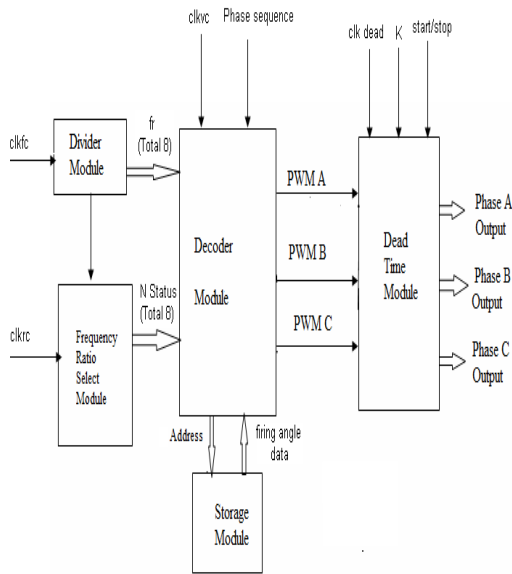 clkvc
Phase sequence
clk dead
K
start/stop
clkfc
Divider
Module
fr
(Total 8)
PWM A
Phase A
Output
Decoder
Module
PWM B
Dead
Time
Module
Phase B
Output
N Status
(Total 8)
PWM C
clkrc
Frequency
Ratio
Select
Module
Phase C
Output
Address
firing angle
data
Storage
Module